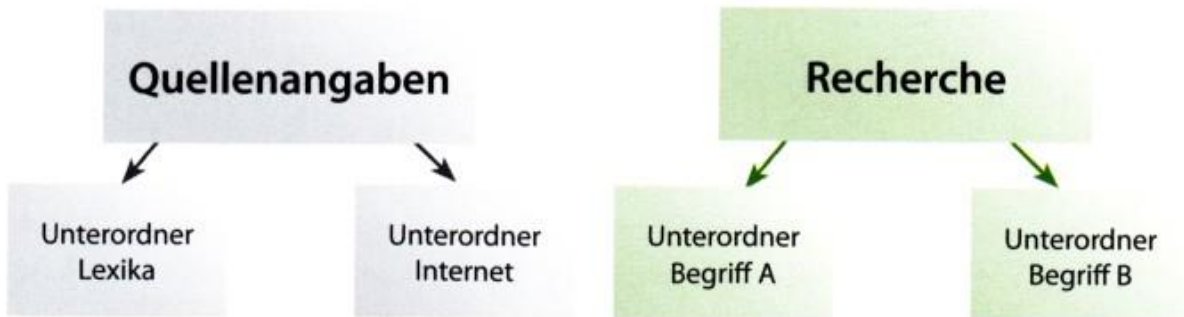 Quellenangaben
Recherche
Unterordner
Lexika
Unterordner
Internet
Unterordner
Begriff A
Unterordner
Begriff B